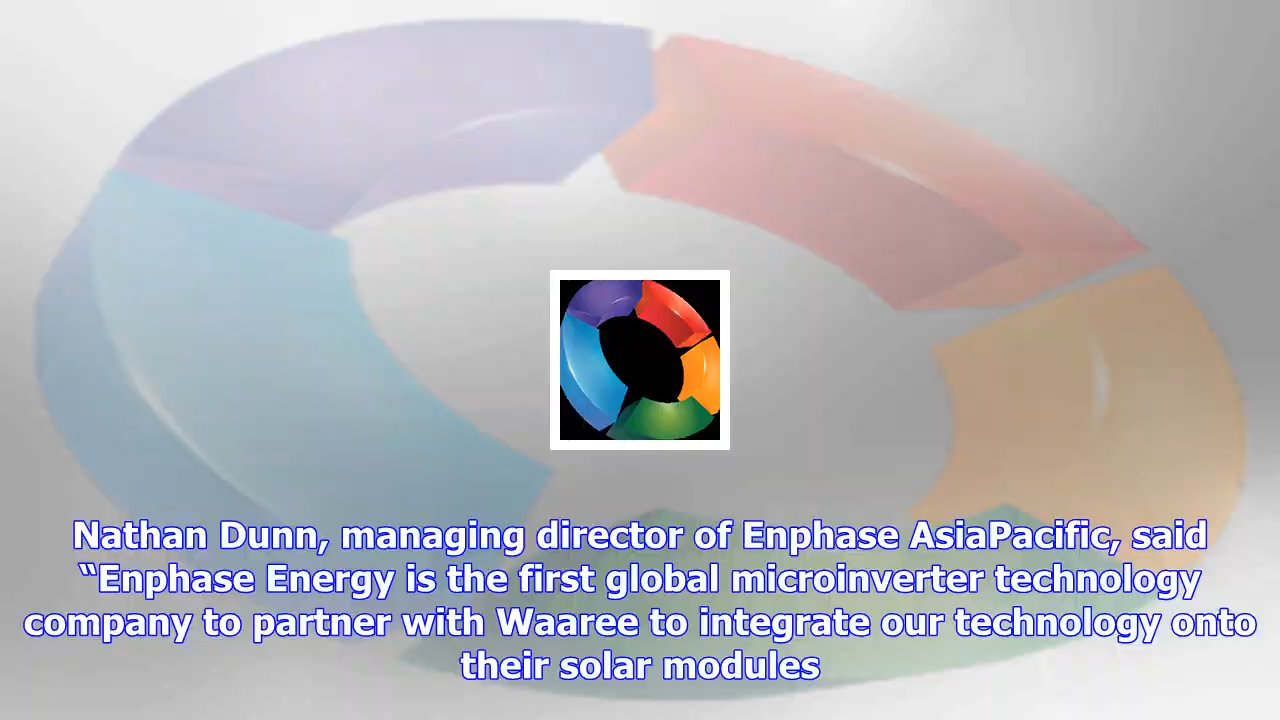 Nathan Dunn, managing director of Enphase AsiaPacific, said
“Enphase Energy is the first global microinverter technology
company to partner with Waaree to integrate our technology onto
their solar modules